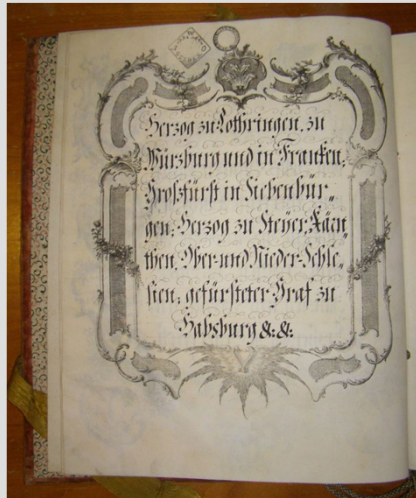 Herzog zu Lothringen, zu
Würzburg und in Franken,
Großfürst in Siebenbür„
gen; Herzog zu Steyer, Kärn„
then, Ober- und Nieder-Schle„
sien; gefürsteter Graf zu
Habsburg &: &: